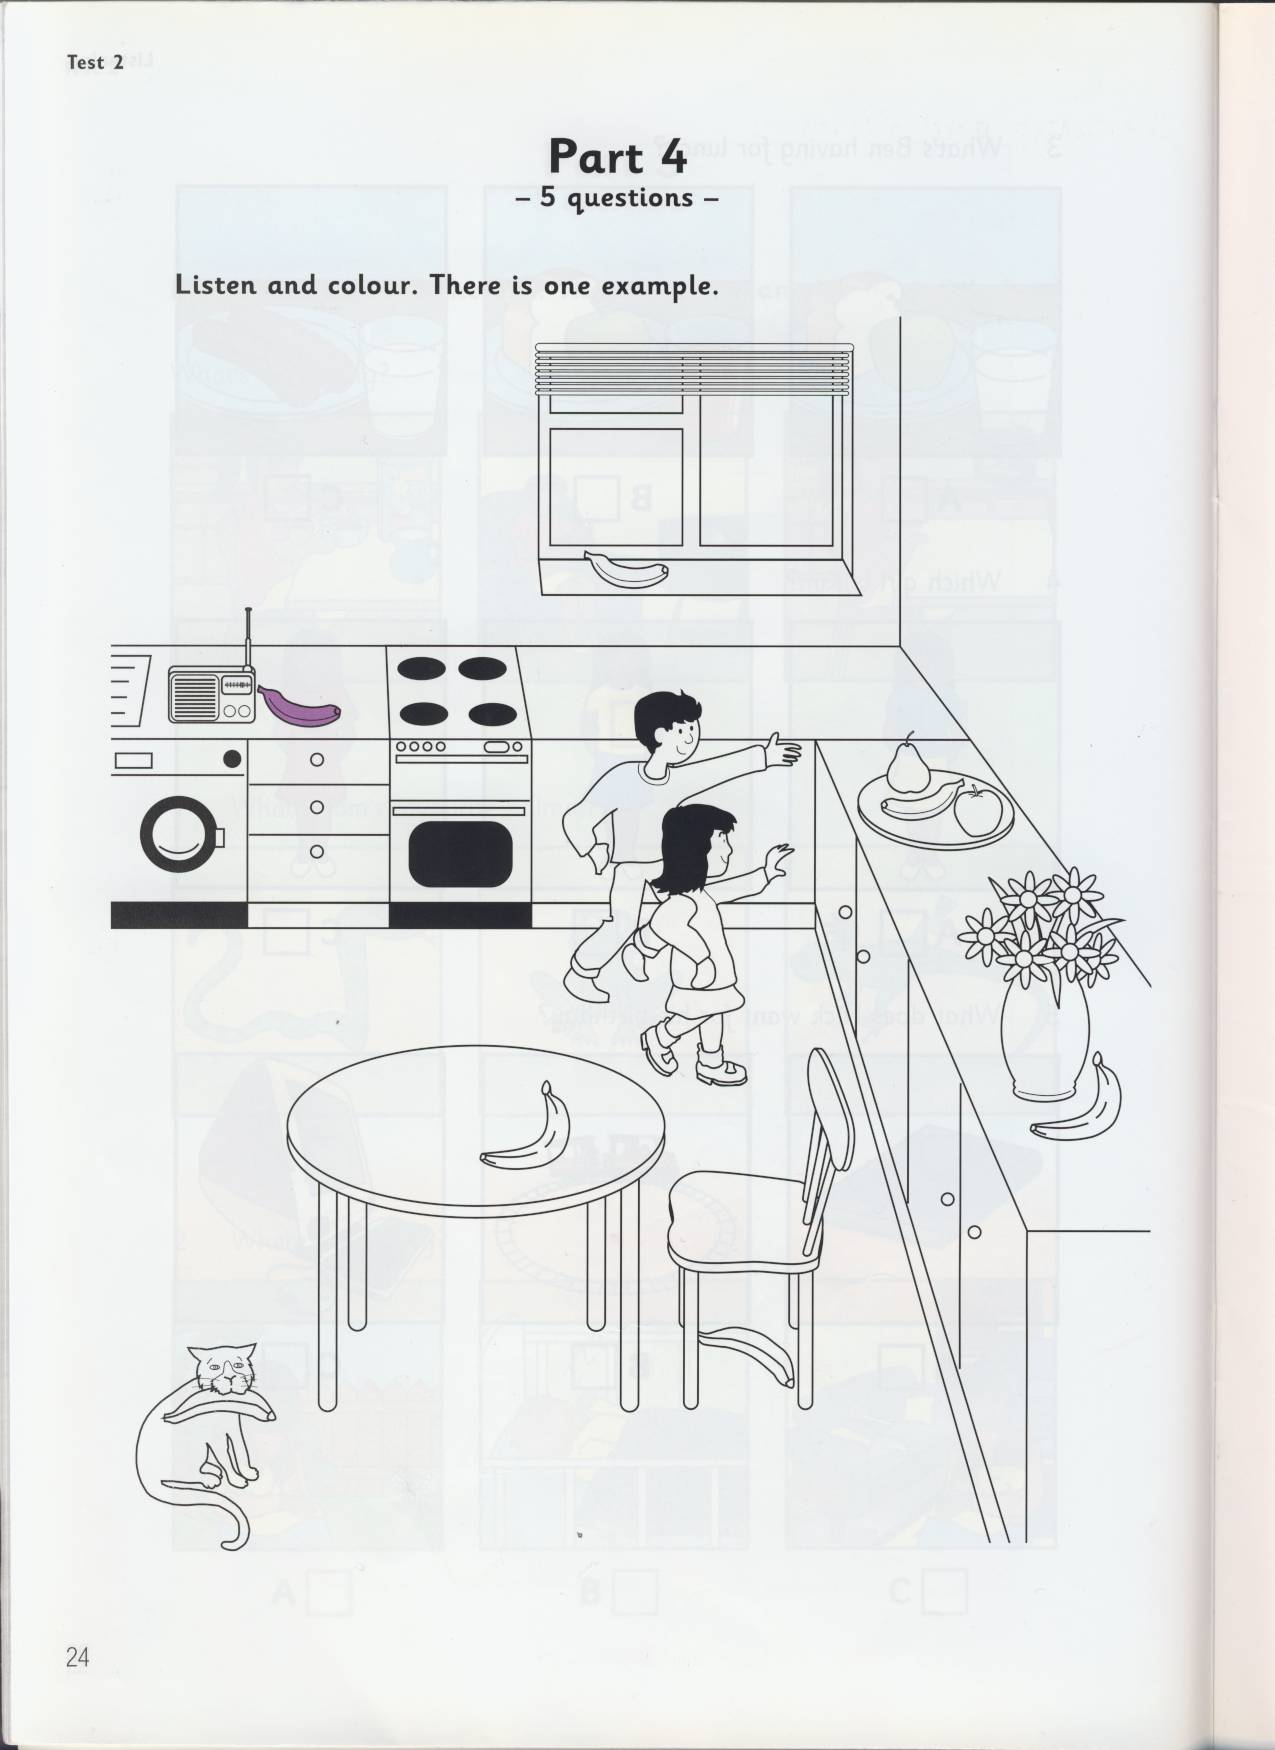 Test 2
Part 4
– 5 questions –
Listen and colour. There is one example.
24